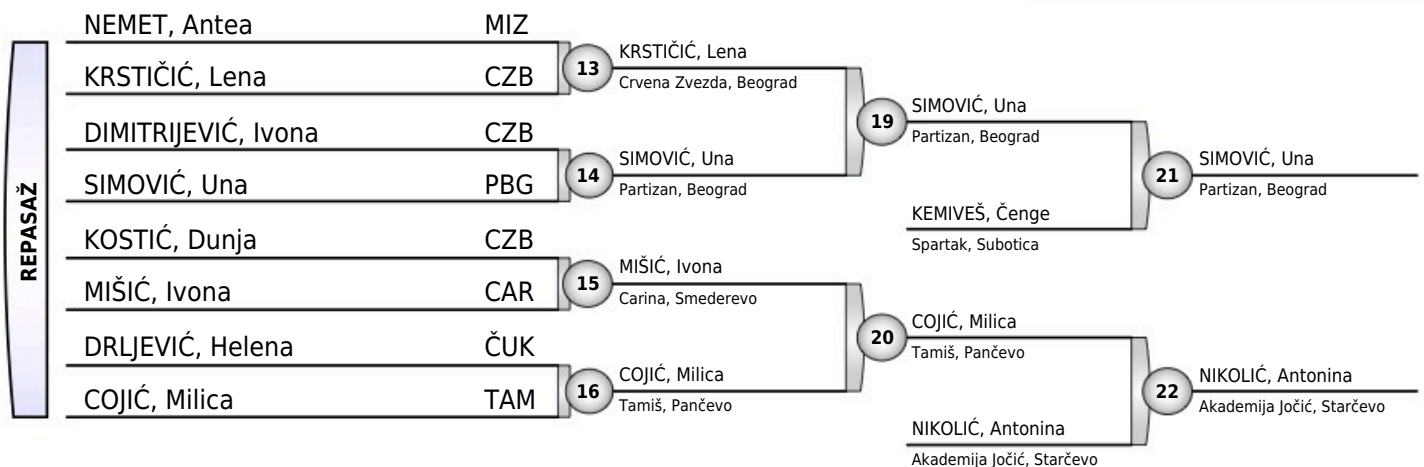 REPASAŽ
NEMET, Antea MIZ
KRSTIČIĆ, Lena CZB
DIMITRIJEVIĆ, Ivona CZB
SIMOVIĆ, Una PBG
KOSTIĆ, Dunja CZB
MIŠIĆ, Ivona CAR
DRLJEVIĆ, Helena ČUK
COJIĆ, Milica TAM
13
KRSTIČIĆ, Lena
Crvena Zvezda, Beograd
14
SIMOVIĆ, Una
Partizan, Beograd
15
MIŠIĆ, Ivona
Carina, Smederevo
16
COJIĆ, Milica
Tamiš, Pančevo
19
SIMOVIĆ, Una
Partizan, Beograd
KEMIVEŠ, Čenge
Spartak, Subotica
20
COJIĆ, Milica
Tamiš, Pančevo
NIKOLIĆ, Antonina
Akademija Jočić, Starčevo
21
SIMOVIĆ, Una
Partizan, Beograd
22
NIKOLIĆ, Antonina
Akademija Jočić, Starčevo